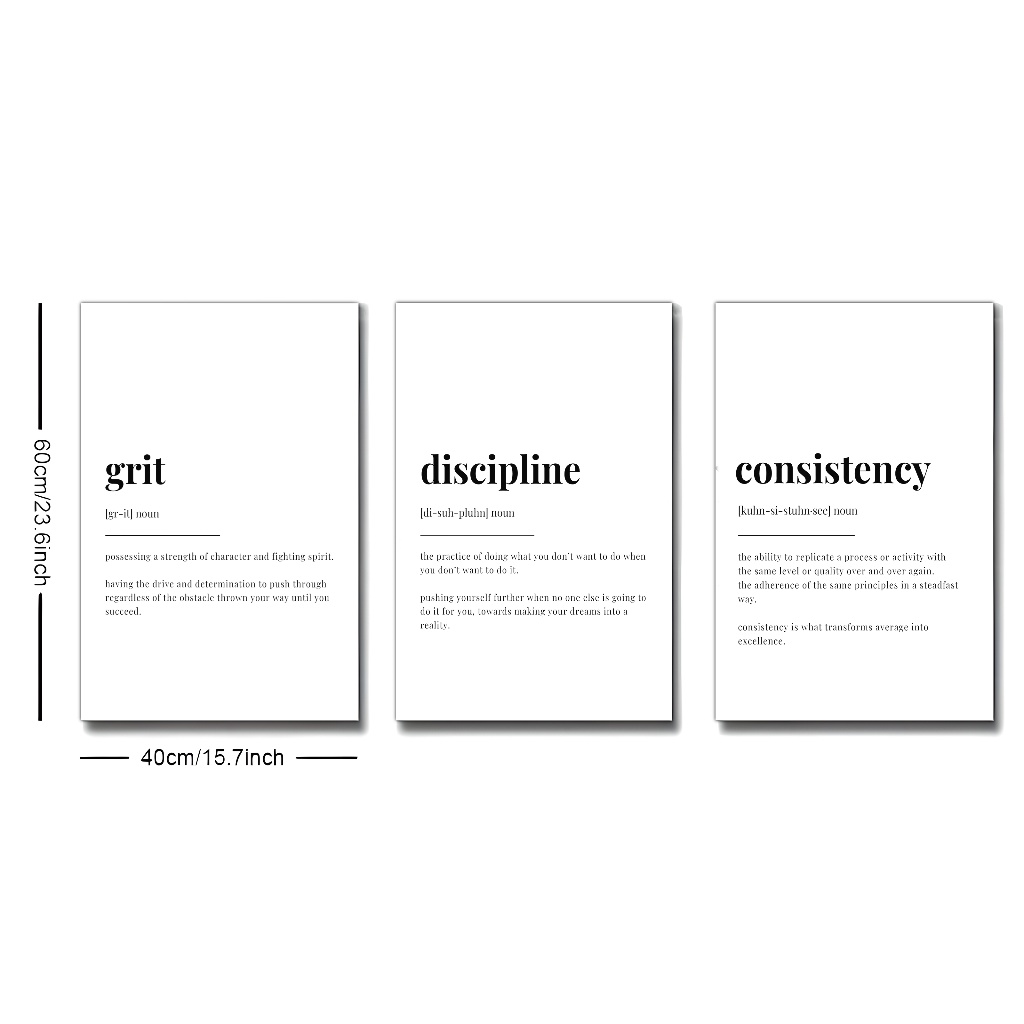 60cm/23.6inch
grit
[gr-it] noun
possessing a strength of character and fighting spirit.
having the drive and determination to push through
regardless of the obstacle thrown your way until you
succeed.
40cm/15.7inch
discipline
[di-suh-pluhn] noun
the practice of doing what you don't want to do when
you don't want to do it.
pushing yourself further when no one else is going to
do it for you, towards making your dreams into a
reality.
consistency
[kuhn-si-stuhn-see] noun
the ability to replicate a process or activity with
the same level or quality over and over again.
the adherence of the same principles in a steadfast
way.
consistency is what transforms average into
excellence.